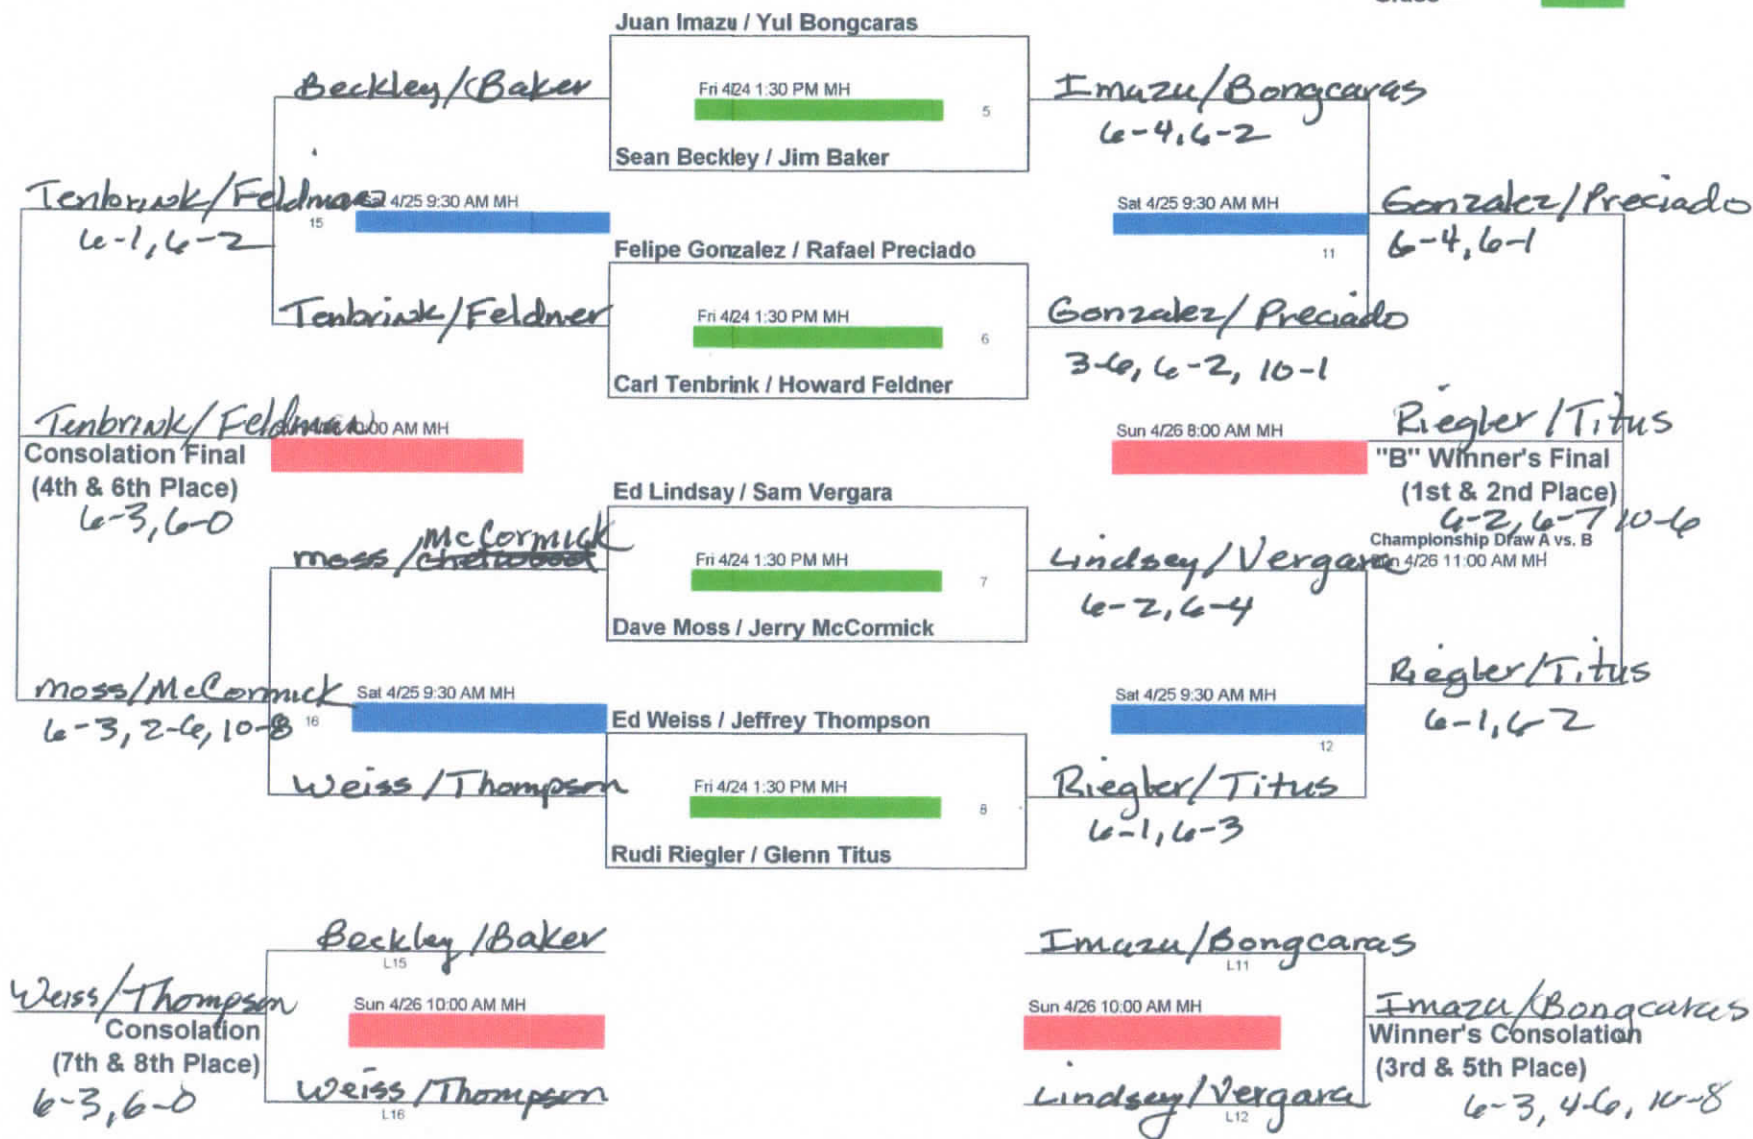 Juan Imazu / Yul Bongcaras
Beckley/Baker
Fri 4/24 1:30 PM MH
5
Imazu/Bongcaras
6-4, 6-2
Sean Beckley / Jim Baker
Tenbrink/Feldman
6-1, 6-2
15
4/25 9:30 AM MH
Sat 4/25 9:30 AM MH
11
Gonzalez/Preciado
6-4, 6-1
Felipe Gonzalez / Rafael Preciado
Tenbrink/Feldner
Fri 4/24 1:30 PM MH
6
Gonzalez/Preciado
3-6, 6-2, 10-1
Carl Tenbrink / Howard Feldner
Tenbrink/Feldman
:00 AM MH
Consolation Final
(4th & 6th Place)
6-3, 6-0
Sun 4/26 8:00 AM MH
Riegler/Titus
"B" Winner's Final
(1st & 2nd Place)
6-2, 6-7 10-6
Championship Draw A vs. B
4/26 11:00 AM MH
Ed Lindsay / Sam Vergara
McCormick
Moss/
Fri 4/24 1:30 PM MH
7
Lindsey/Vergara
6-2, 6-4
Dave Moss / Jerry McCormick
Moss/McCormick
6-3, 2-6, 10-8
16
Sat 4/25 9:30 AM MH
Sat 4/25 9:30 AM MH
12
Riegler/Titus
6-1, 6-2
Ed Weiss / Jeffrey Thompson
Weiss/Thompson
Fri 4/24 1:30 PM MH
8
Riegler/Titus
6-1, 6-3
Rudi Riegler / Glenn Titus
Beckley/Baker
L15
Imazu/Bongcaras
L11
Weiss/Thompson
Consolation
(7th & 8th Place)
6-3, 6-0
Sun 4/26 10:00 AM MH
Sun 4/26 10:00 AM MH
Imazu/Bongcaras
Winner's Consolation
(3rd & 5th Place)
6-3, 4-6, 10-8
Weiss/Thompson
L16
Lindsey/Vergara
L12